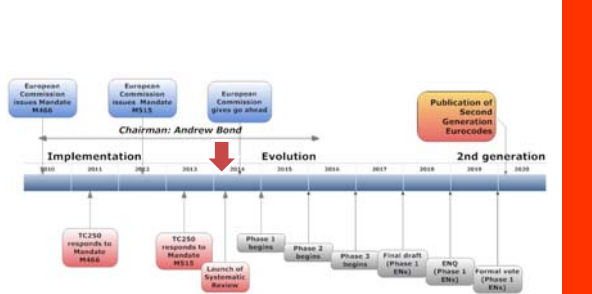 European
Commission
issues Mandate
M466
European
Commission
issues Mandate
M515
European
Commission
gives go ahead
Publication of
Second
Generation
Eurocodes
Chairman: Andrew Bond
Implementation
Evolution
2nd generation
2010
2011
2012
2013
2014
2015
2016
2017
2018
2019
2020
TC250
responds to
Mandate
M466
TC250
responds to
Mandate
M515
Launch of
Systematic
Review
Phase 1
begins
Phase 2
begins
Phase 3
begins
Final draft
(Phase 1
ENs)
ENQ
(Phase 1
ENs)
Formal vote
(Phase 1
ENs)